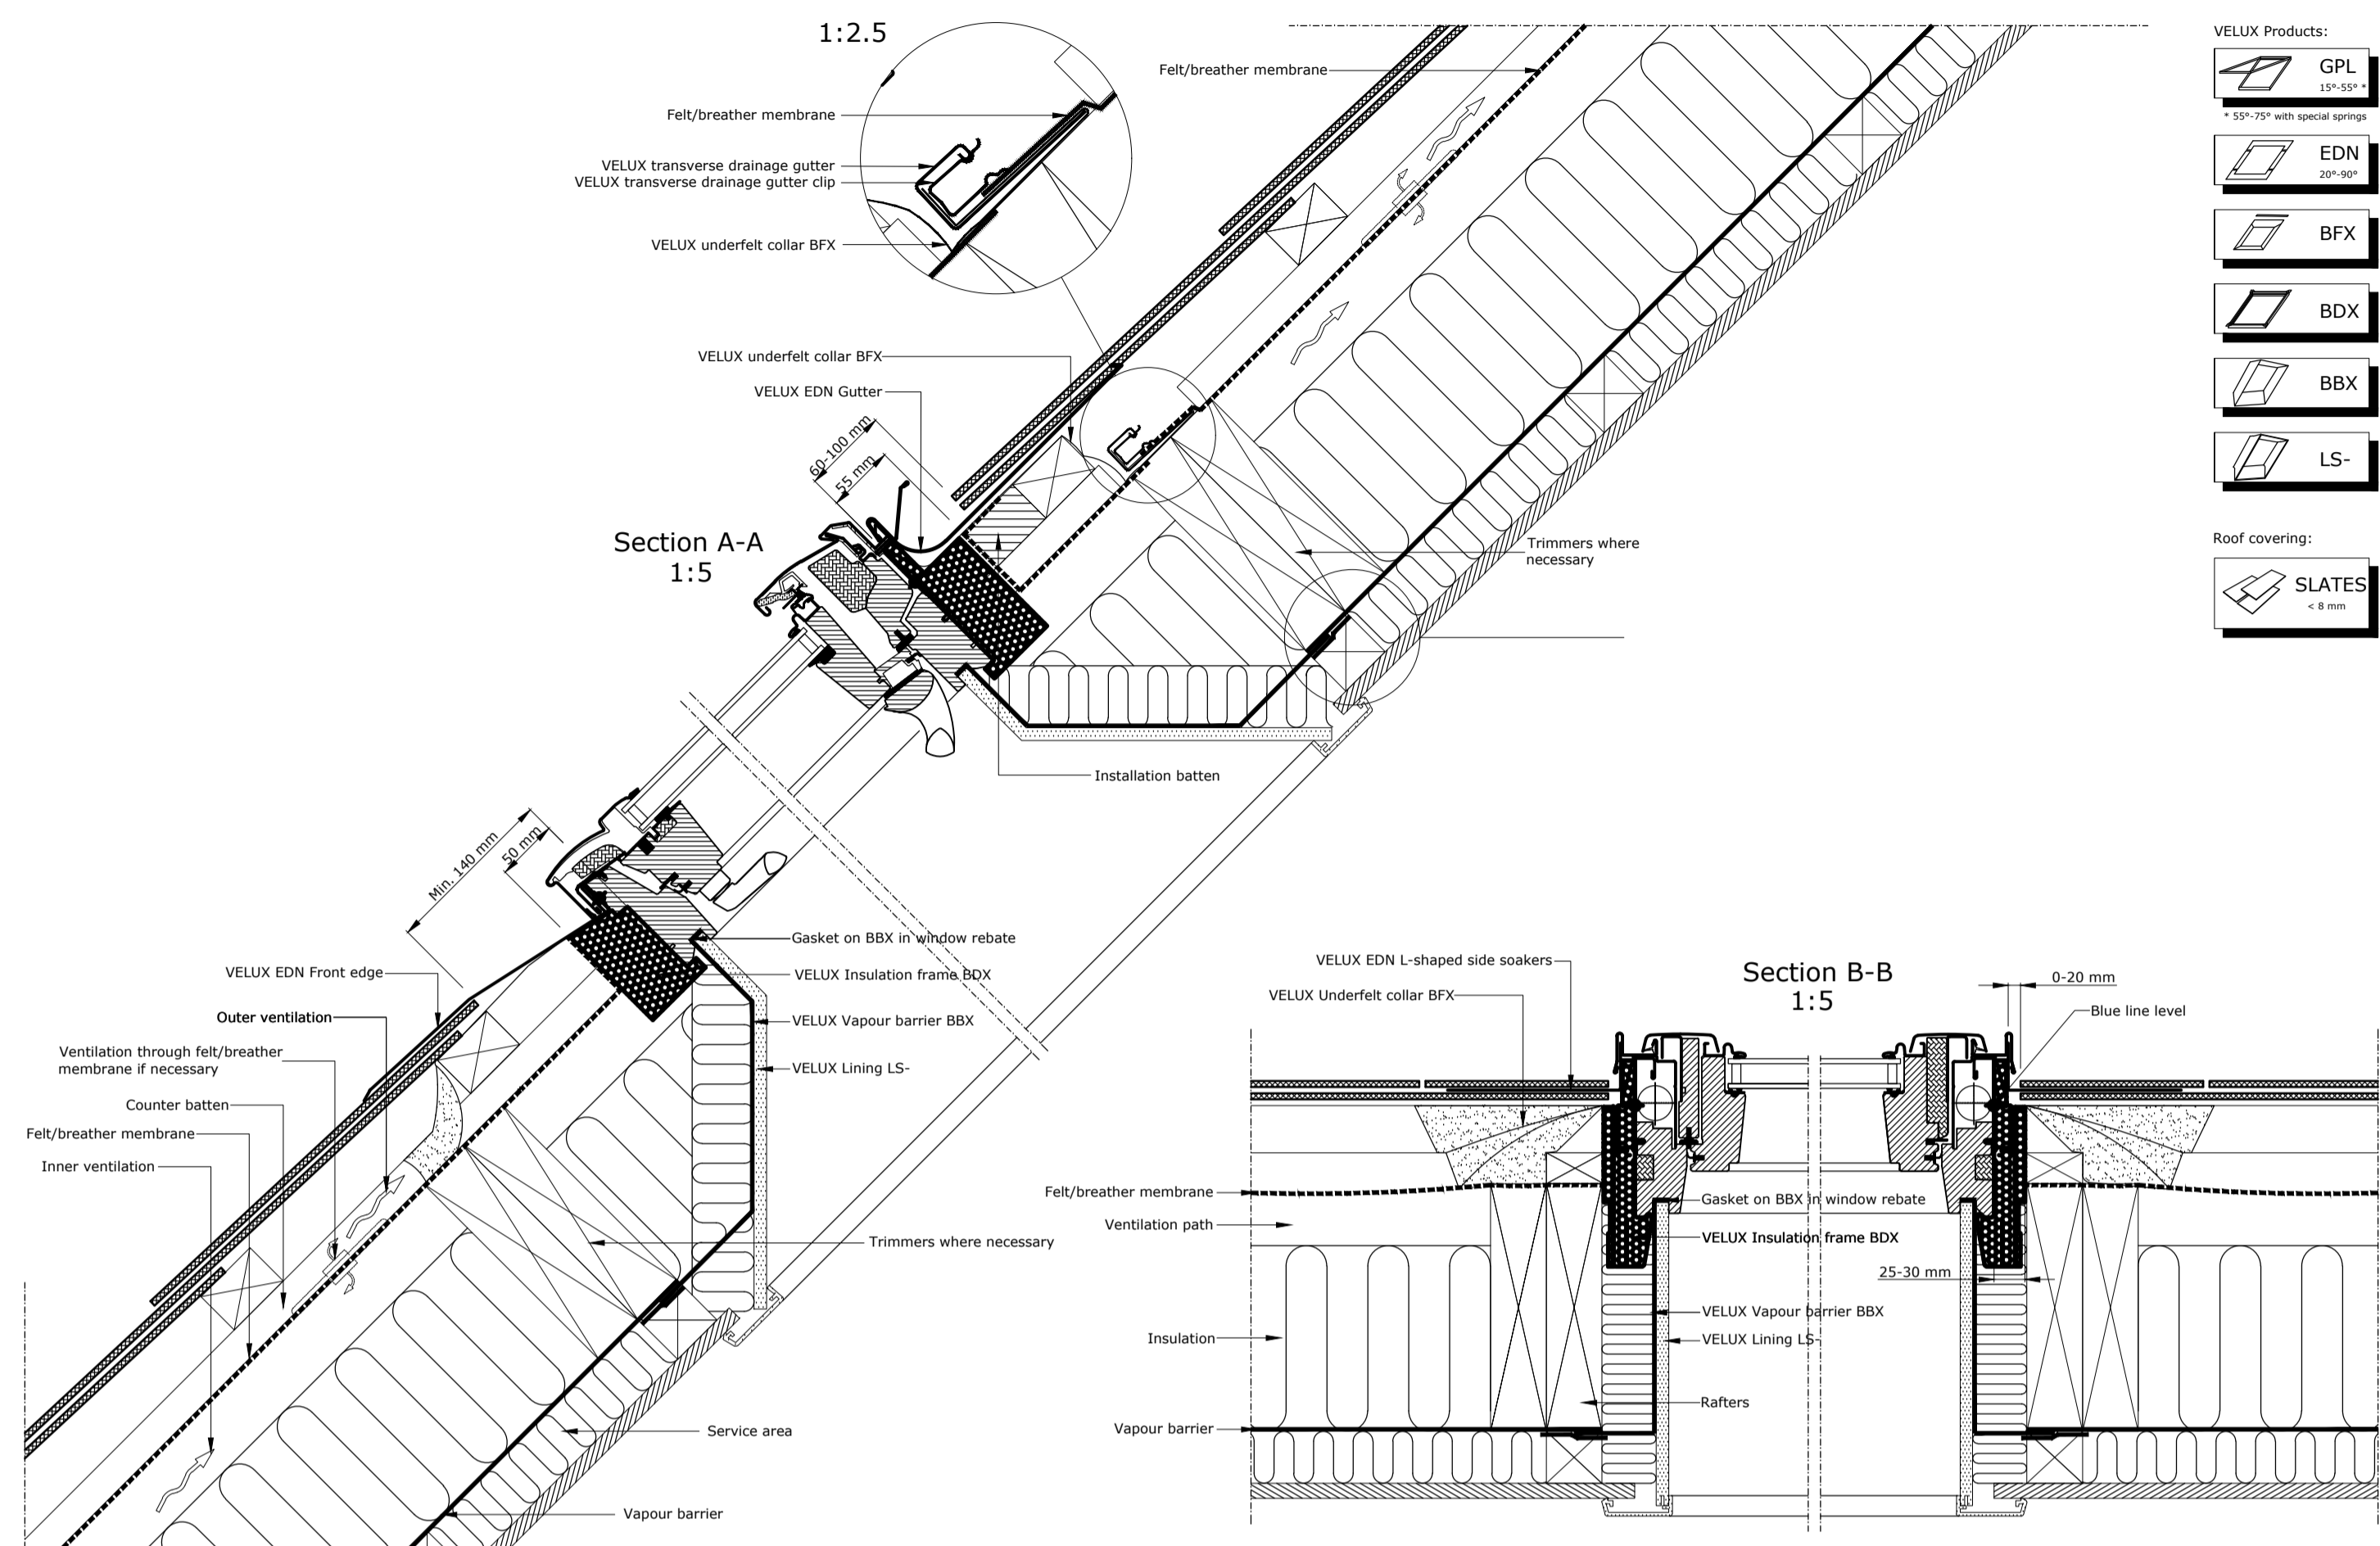 1:2.5
Felt/breather membrane
VELUX transverse drainage gutter
VELUX transverse drainage gutter clip
VELUX underfelt collar BFX
Felt/breather membrane
VELUX underfelt collar BFX
VELUX EDN Gutter
60-100 mm
55 mm
Section A-A
1:5
Trimmers where
necessary
Installation batten
Min. 140 mm
50 mm
Gasket on BBX in window rebate
VELUX Insulation frame BDX
VELUX Vapour barrier BBX
VELUX Lining LS-
VELUX EDN Front edge
Outer ventilation
Ventilation through felt/breather
membrane if necessary
Counter batten
Felt/breather membrane
Inner ventilation
Trimmers where necessary
Service area
Vapour barrier
VELUX Products:
GPL
15°-55° *
* 55°-75° with special springs
EDN
20°-90°
BFX
BDX
BBX
LS-
Roof covering:
SLATES
< 8 mm
Section B-B
1:5
VELUX EDN L-shaped side soakers
VELUX Underfelt collar BFX
0-20 mm
Blue line level
Felt/breather membrane
Ventilation path
Gasket on BBX in window rebate
VELUX Insulation frame BDX
25-30 mm
VELUX Vapour barrier BBX
VELUX Lining LS-
Insulation
Rafters
Vapour barrier